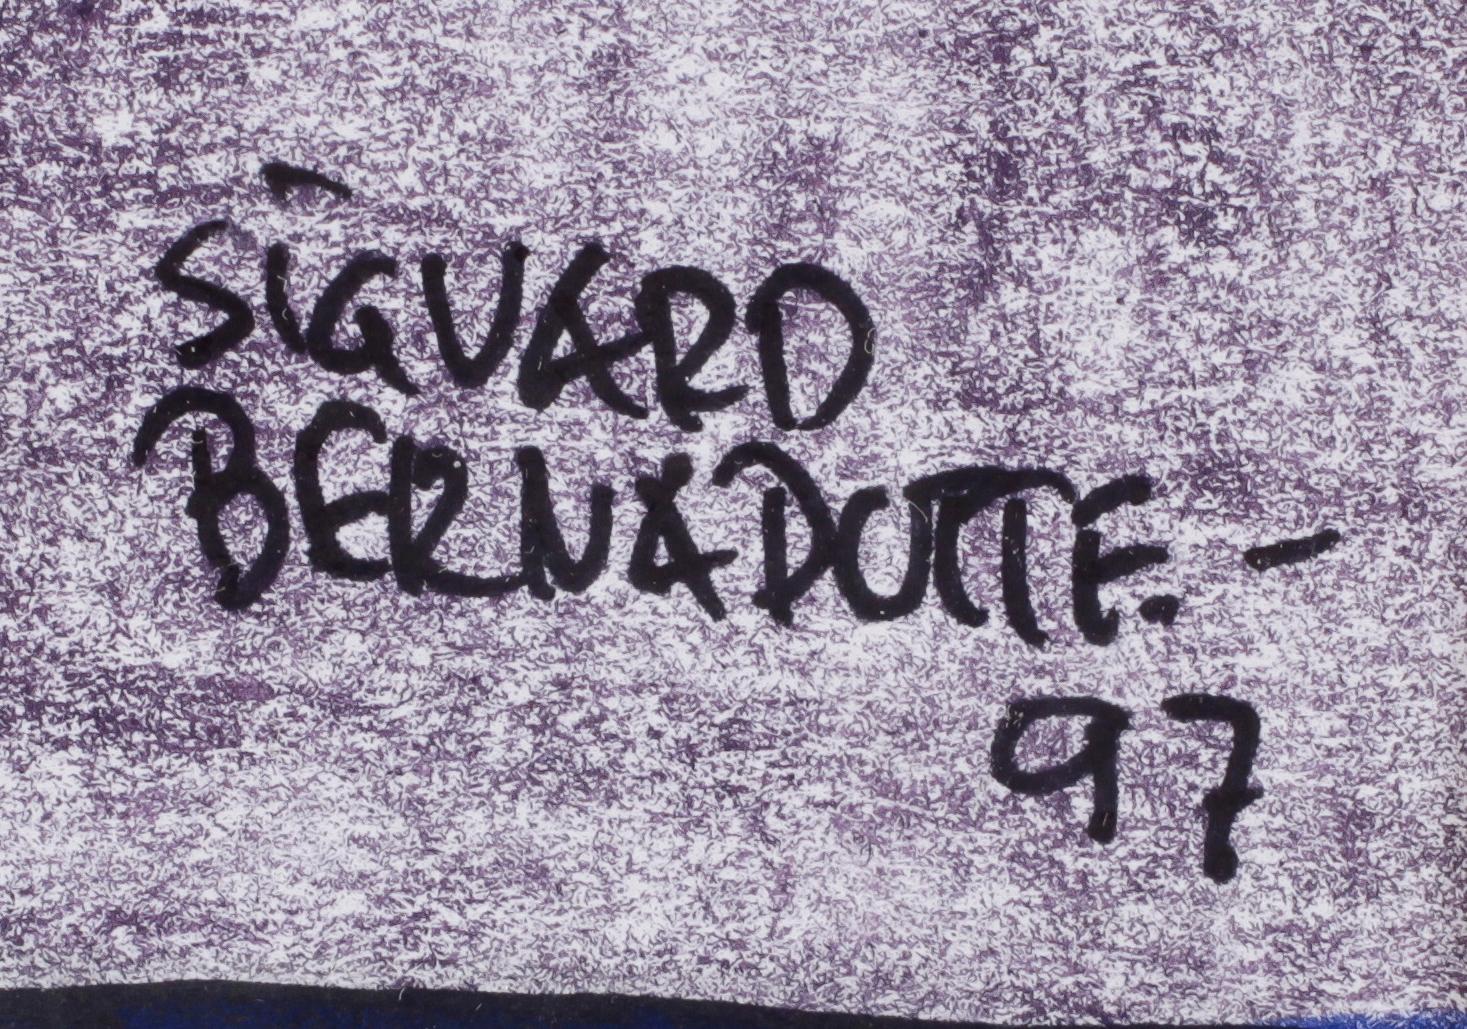 SIGVARD
BERNADOTTE. -
97